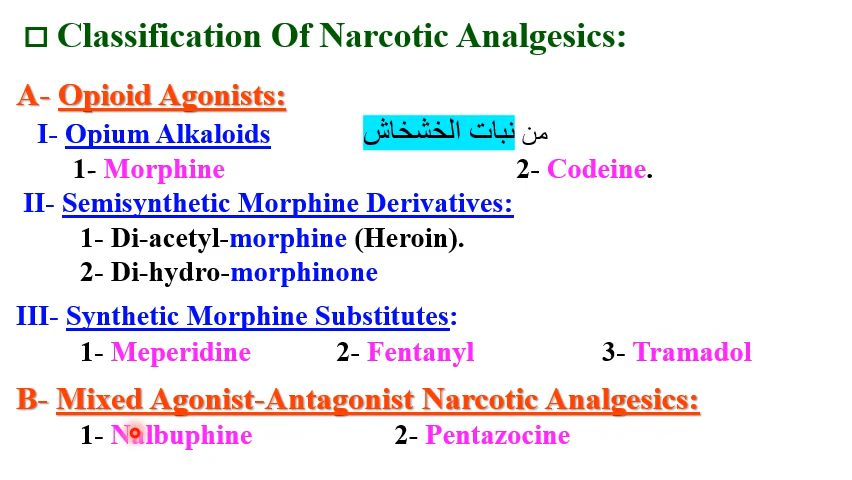 Classification Of Narcotic Analgesics:
A- Opioid Agonists:
I- Opium Alkaloids من نبات الخشخاش
1- Morphine 2- Codeine.
II- Semisynthetic Morphine Derivatives:
1- Di-acetyl-morphine (Heroin).
2- Di-hydro-morphinone
III- Synthetic Morphine Substitutes:
1- Meperidine 2- Fentanyl 3- Tramadol
B- Mixed Agonist-Antagonist Narcotic Analgesics:
1- Nalbuphine 2- Pentazocine